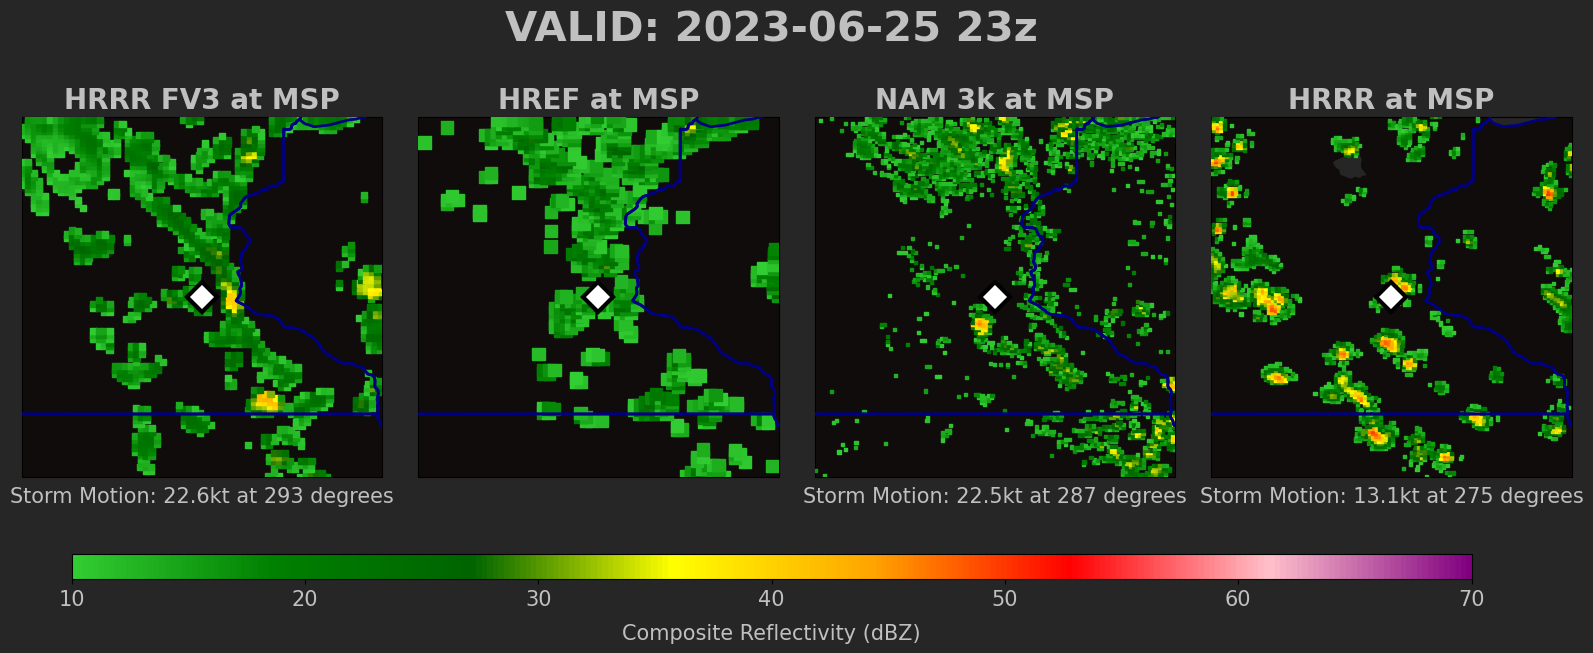 VALID: 2023-06-25 23z
HRRR FV3 at MSP
HREF at MSP
NAM 3k at MSP
HRRR at MSP
Storm Motion: 22.6kt at 293 degrees
Storm Motion: 22.5kt at 287 degrees
Storm Motion: 13.1kt at 275 degrees
10 20 30 40 50 60 70
Composite Reflectivity (dBZ)